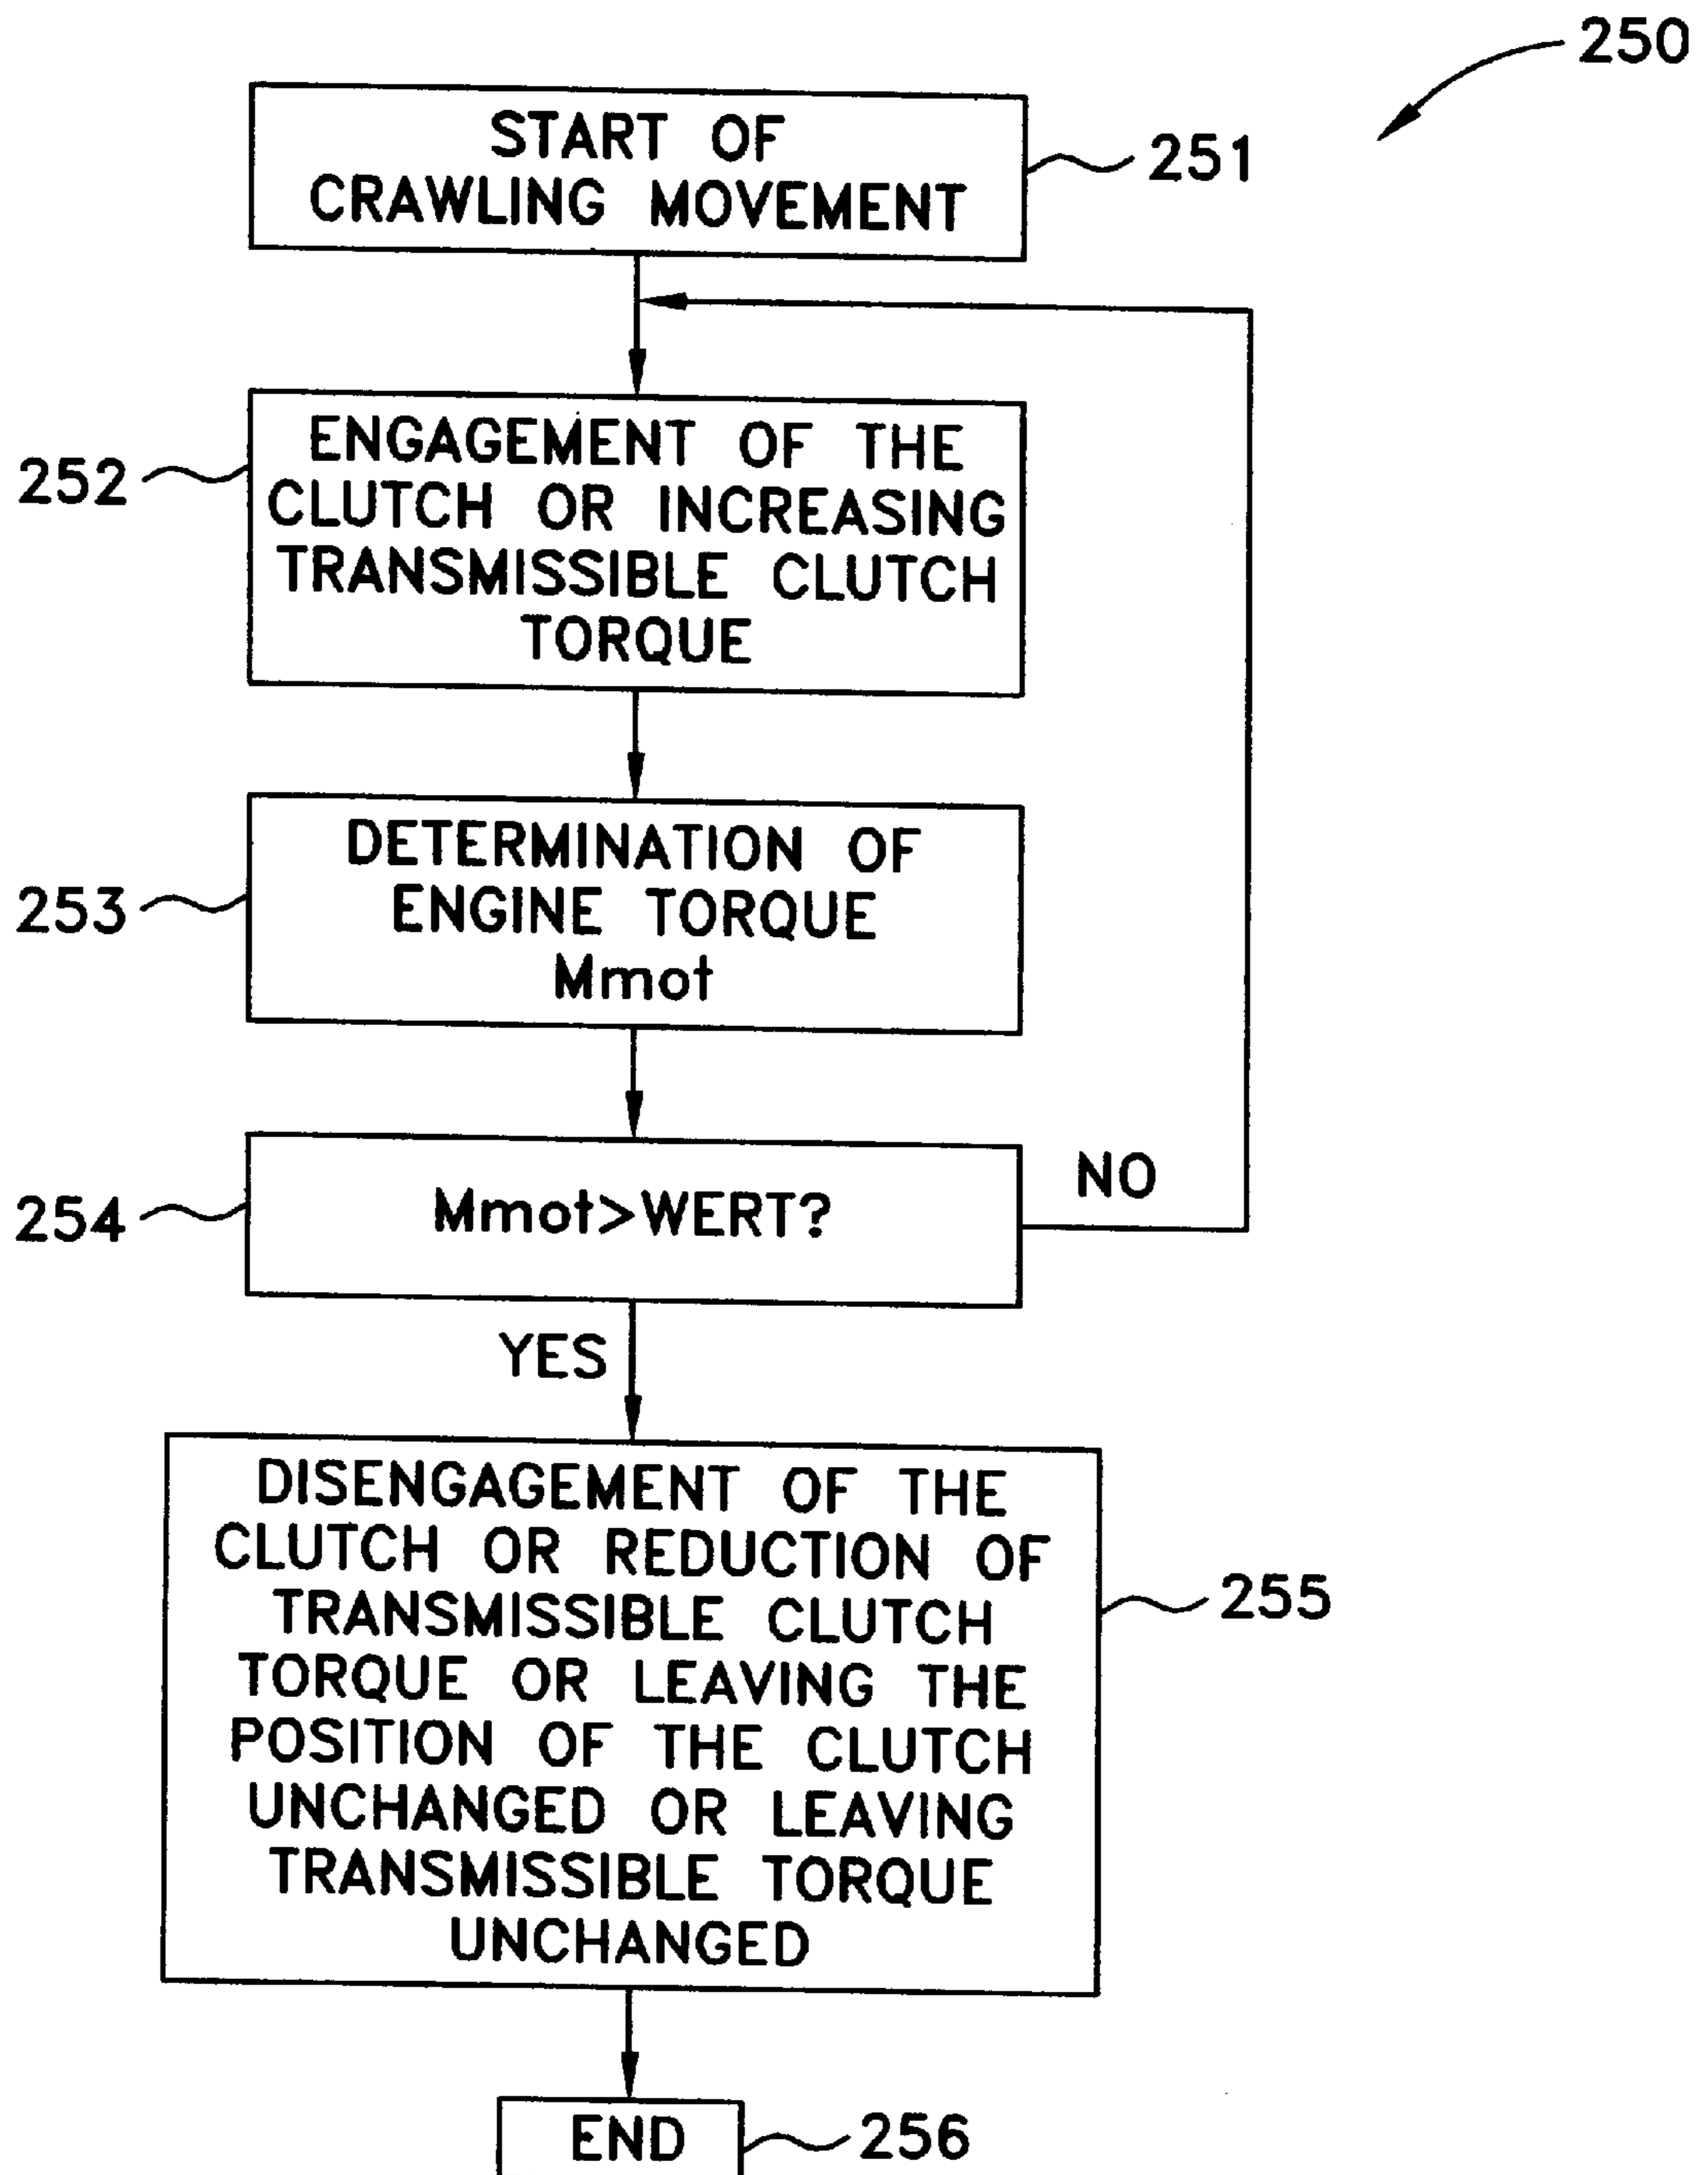 250
START OF
CRAWLING MOVEMENT
251
252
ENGAGEMENT OF THE
CLUTCH OR INCREASING
TRANSMISSIBLE CLUTCH
TORQUE
253
DETERMINATION OF
ENGINE TORQUE
Mmot
254
Mmot>WERT?
NO
YES
DISENGAGEMENT OF THE
CLUTCH OR REDUCTION OF
TRANSMISSIBLE CLUTCH
TORQUE OR LEAVING THE
POSITION OF THE CLUTCH
UNCHANGED OR LEAVING
TRANSMISSIBLE TORQUE
UNCHANGED
255
END
256